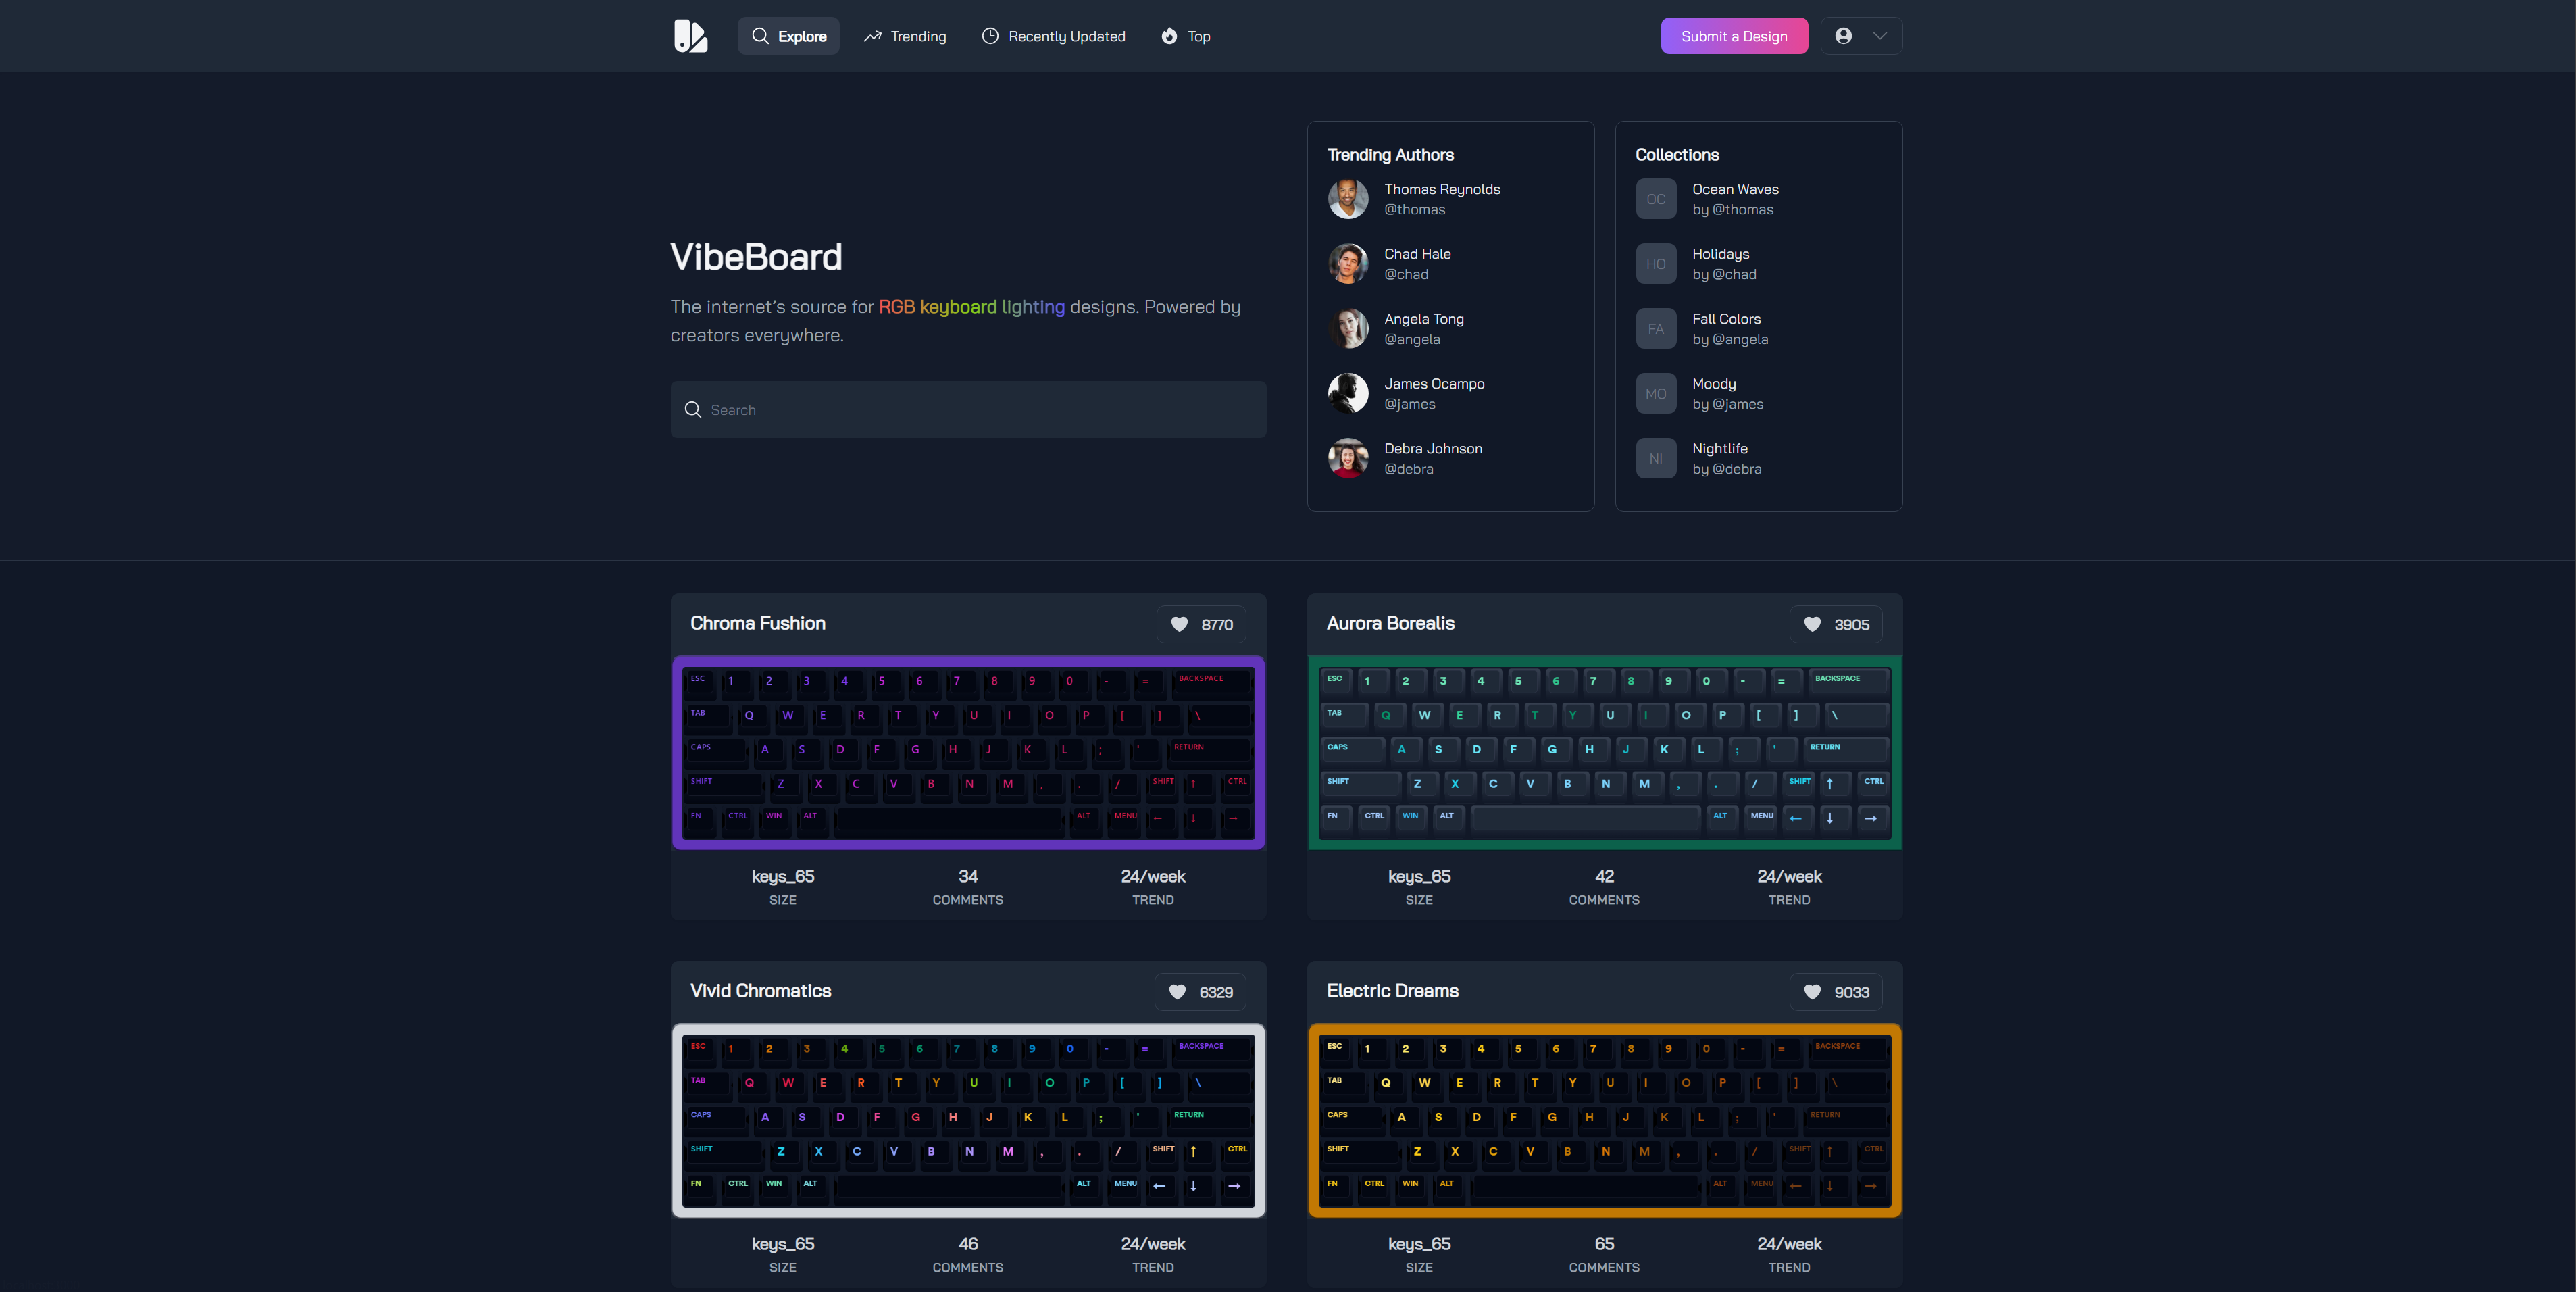 Explore
Trending
Recently Updated
Top
Submit a Design
VibeBoard
The internet's source for RGB keyboard lighting designs. Powered by
creators everywhere.
Search
Trending Authors
Thomas Reynolds
@thomas
Chad Hale
@chad
Angela Tong
@angela
James Ocampo
@james
Debra Johnson
@debra
Collections
OC
Ocean Waves
by @thomas
HO
Holidays
by @chad
FA
Fall Colors
by @angela
MO
Moody
by @james
NI
Nightlife
by @debra
Chroma Fushion
8770
ESC 1 2 3 4 5 6 7 8 9 0 - = BACKSPACE
TAB Q W E R T Y U I O P [ ] \
CAPS A S D F G H J K L ; ' RETURN
SHIFT Z X C V B N M , . / SHIFT ↑ CTRL
FN CTRL WIN ALT ALT MENU ← ↓ →
keys_65 34 24/week
SIZE COMMENTS TREND
Aurora Borealis
3905
ESC 1 2 3 4 5 6 7 8 9 0 - = BACKSPACE
TAB Q W E R T Y U I O P [ ] \
CAPS A S D F G H J K L ; ' RETURN
SHIFT Z X C V B N M , . / SHIFT ↑ CTRL
FN CTRL WIN ALT ALT MENU ← ↓ →
keys_65 42 24/week
SIZE COMMENTS TREND
Vivid Chromatics
6329
ESC 1 2 3 4 5 6 7 8 9 0 - = BACKSPACE
TAB Q W E R T Y U I O P [ ] \
CAPS A S D F G H J K L ; ' RETURN
SHIFT Z X C V B N M , . / SHIFT ↑ CTRL
FN CTRL WIN ALT ALT MENU ← ↓ →
keys_65 46 24/week
SIZE COMMENTS TREND
Electric Dreams
9033
ESC 1 2 3 4 5 6 7 8 9 0 - = BACKSPACE
TAB Q W E R T Y U I O P [ ] \
CAPS A S D F G H J K L ; ' RETURN
SHIFT Z X C V B N M , . / SHIFT ↑ CTRL
FN CTRL WIN ALT ALT MENU ← ↓ →
keys_65 65 24/week
SIZE COMMENTS TREND